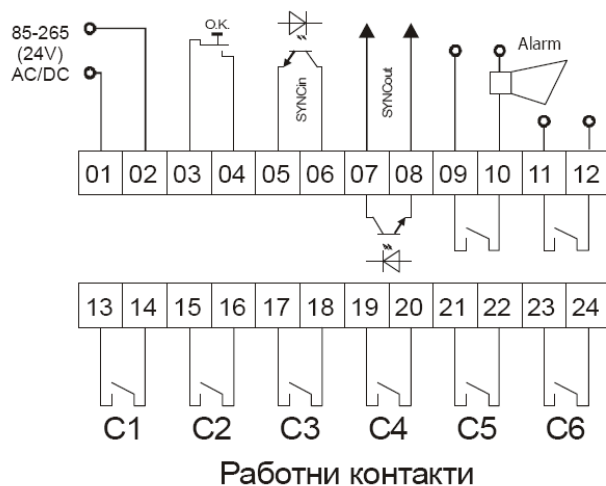 85-265
(24V)
AC/DC
O.K.
SYNCin
SYNCout
Alarm
01 02 03 04 05 06 07 08 09 10 11 12
13 14 15 16 17 18 19 20 21 22 23 24
C1 C2 C3 C4 C5 C6
Работни контакти